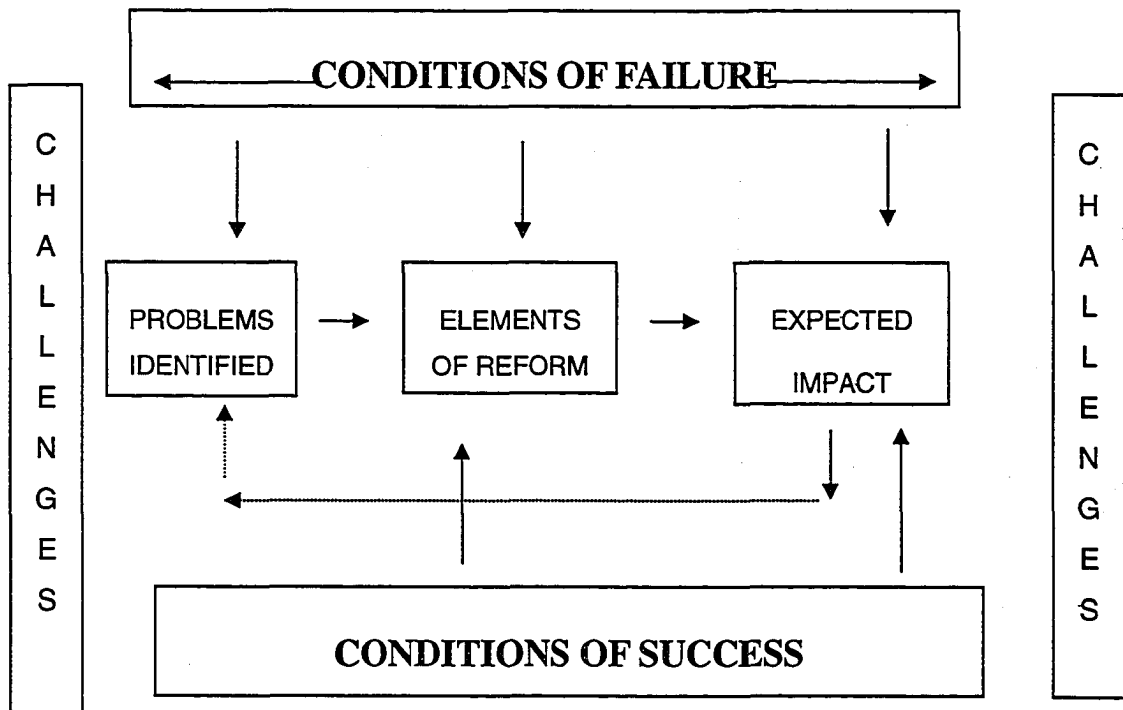 CONDITIONS OF FAILURE
C
H
A
L
L
E
N
G
E
S
PROBLEMS
IDENTIFIED
ELEMENTS
OF REFORM
EXPECTED
IMPACT
C
H
A
L
L
E
N
G
E
S
CONDITIONS OF SUCCESS